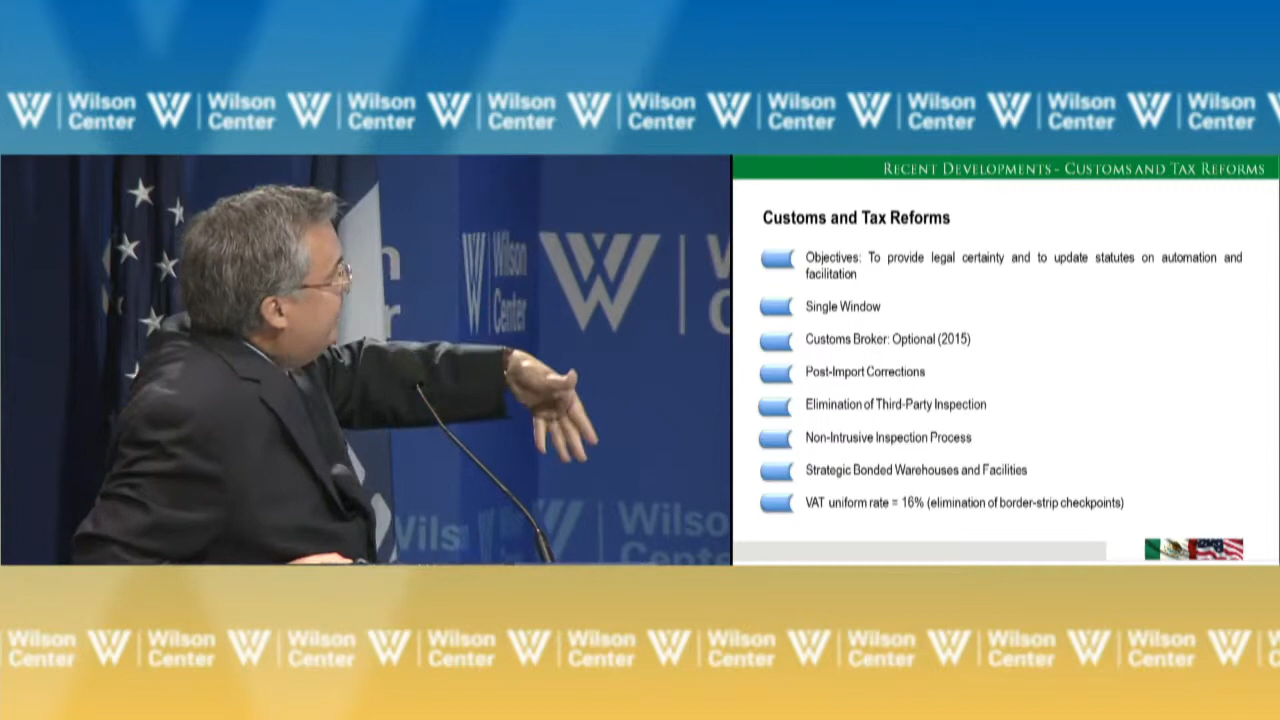 Wilson Center Wilson Center Wilson Center Wilson Center Wilson Center Wilson Center Wilson Center Wilson Center Wilson Center
RECENT DEVELOPMENTS - CUSTOMS AND TAX REFORMS
Customs and Tax Reforms
Objectives: To provide legal certainty and to update statutes on automation and
facilitation
Single Window
Customs Broker: Optional (2015)
Post-Import Corrections
Elimination of Third-Party Inspection
Non-Intrusive Inspection Process
Strategic Bonded Warehouses and Facilities
VAT uniform rate = 16% (elimination of border-strip checkpoints)
Wilson
Center
Wilson Center Wilson Center Wilson Center Wilson Center Wilson Center Wilson Center Wilson Center Wilson Center Wilson Center